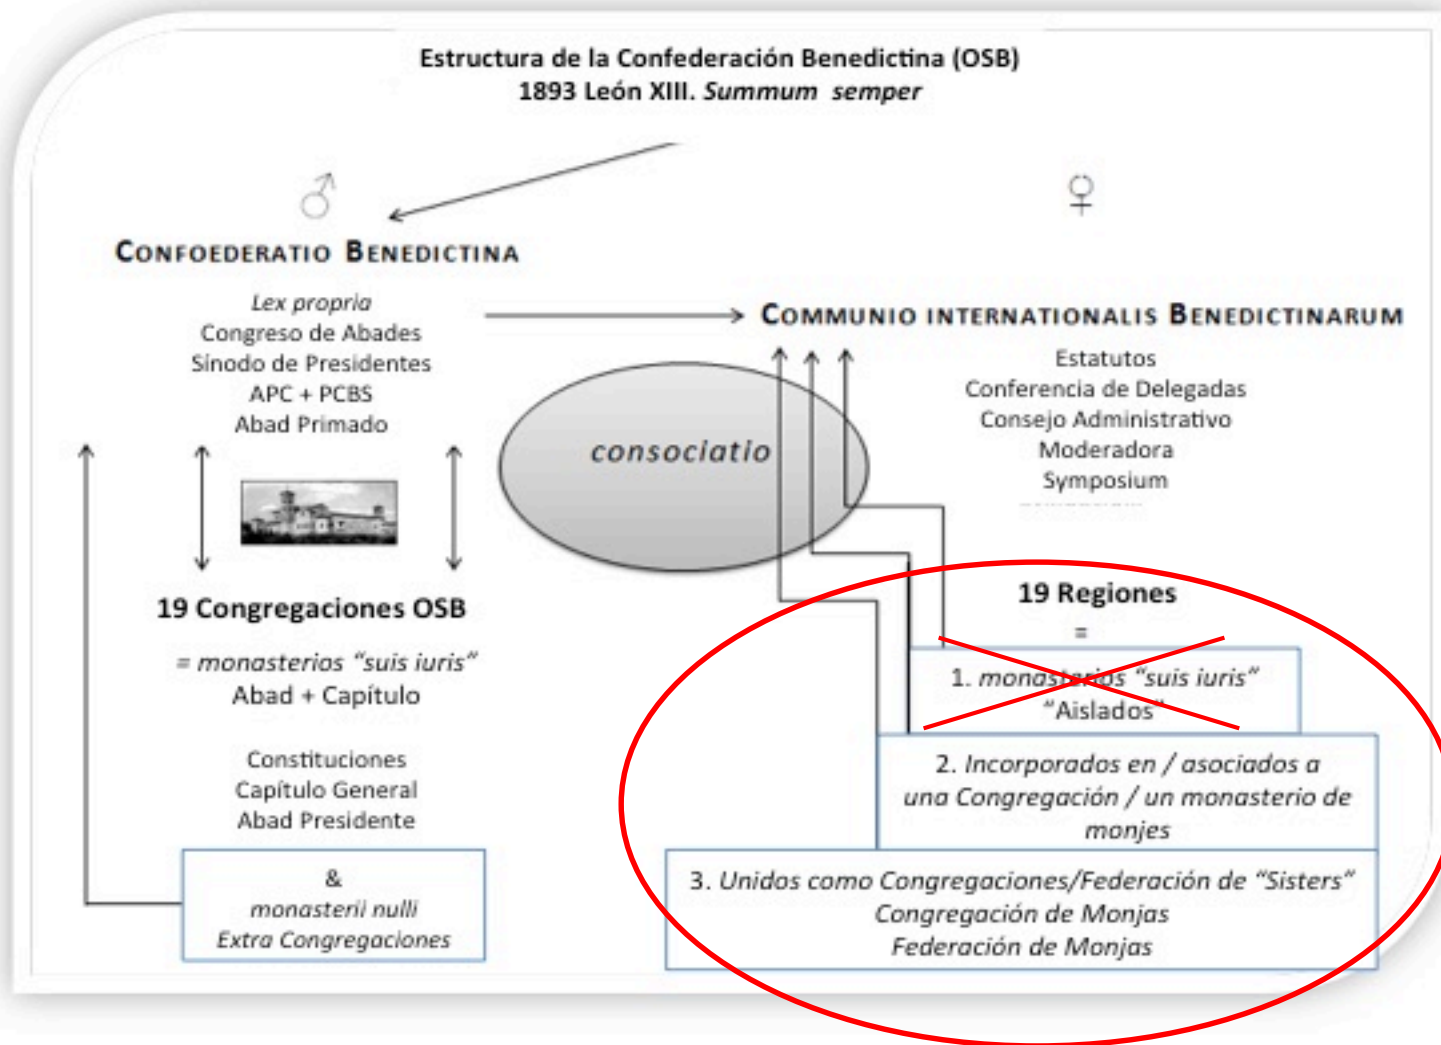 Estructura de la Confederación Benedictina (OSB)
1893 León XIII. Summum semper
CONFOEDERATIO BENEDICTINA
Lex propria
Congreso de Abades
Sínodo de Presidentes
APC + PCBS
Abad Primado
19 Congregaciones OSB
= monasterios “suis iuris”
Abad + Capítulo
Constituciones
Capítulo General
Abad Presidente
&
monasterii nulli
Extra Congregaciones
consociatio
COMMUNIO INTERNATIONALIS BENEDICTINARUM
Estatutos
Conferencia de Delegadas
Consejo Administrativo
Moderadora
Symposium
19 Regiones
=
1. monasterios “suis iuris”
“Aislados”
2. Incorporados en / asociados a
una Congregación / un monasterio de
monjes
3. Unidos como Congregaciones/Federación de “Sisters”
Congregación de Monjas
Federación de Monjas